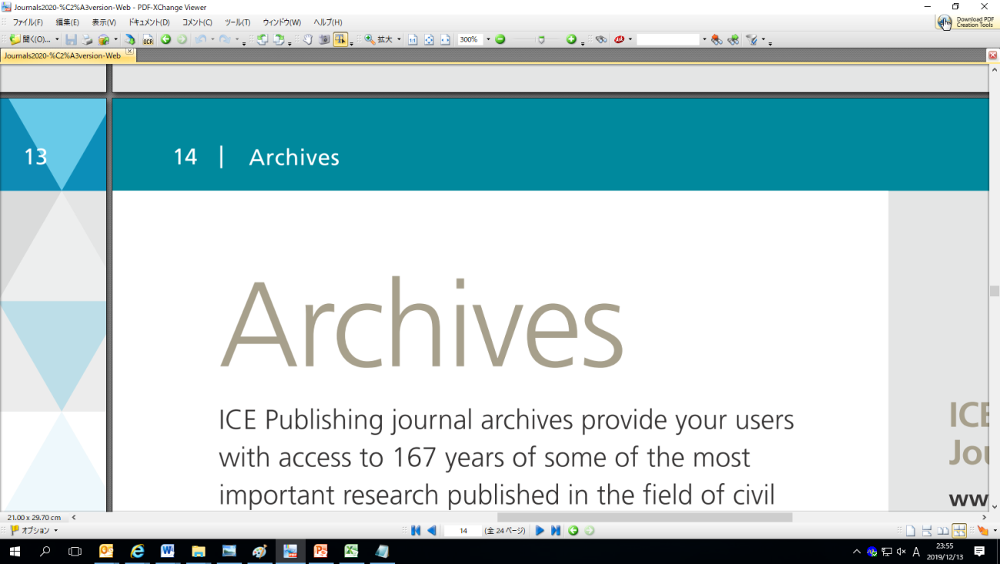 Journals2020-%C2%A3version-Web - PDF-XChange Viewer
ファイル(F) 編集(E) 表示(V) ドキュメント(D) コメント(C) ツール(T) ウィンドウ(W) ヘルプ(H)
Download PDF
Creation Tools
開く(O)... OCR 拡大 300%
Journals2020-%C2%A3version-Web
13
14 | Archives
Archives
ICE Publishing journal archives provide your users
with access to 167 years of some of the most
important research published in the field of civil
ICE
Jou
ww
21.00 x 29.70 cm
オプション
14 (全 24 ページ)
A 23:55
2019/12/13